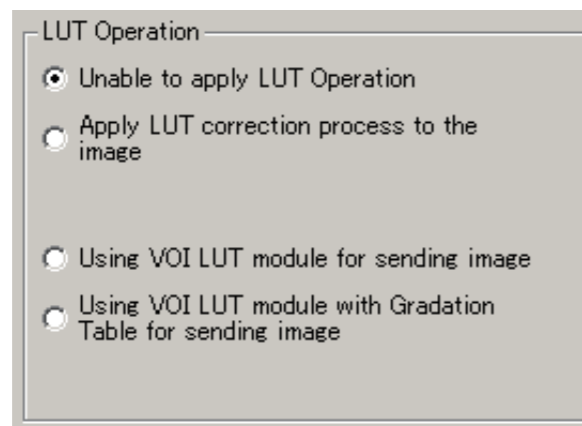 LUT Operation
Unable to apply LUT Operation
Apply LUT correction process to the
image
Using VOI LUT module for sending image
Using VOI LUT module with Gradation
Table for sending image